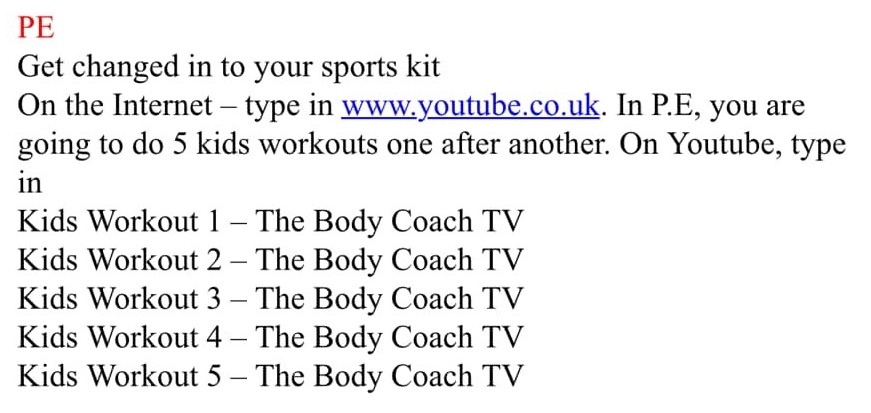 PE
Get changed in to your sports kit
On the Internet – type in www.youtube.co.uk. In P.E, you are
going to do 5 kids workouts one after another. On Youtube, type
in
Kids Workout 1 – The Body Coach TV
Kids Workout 2 – The Body Coach TV
Kids Workout 3 – The Body Coach TV
Kids Workout 4 – The Body Coach TV
Kids Workout 5 – The Body Coach TV